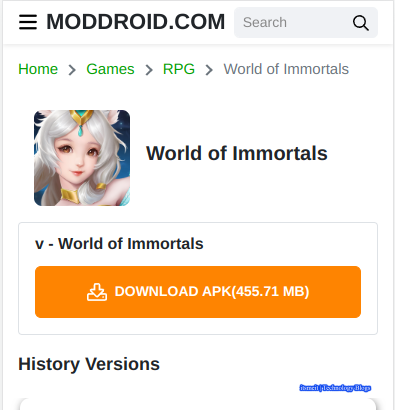 MODDROID.COM
Search
Home > Games > RPG > World of Immortals
World of Immortals
v - World of Immortals
DOWNLOAD APK(455.71 MB)
History Versions